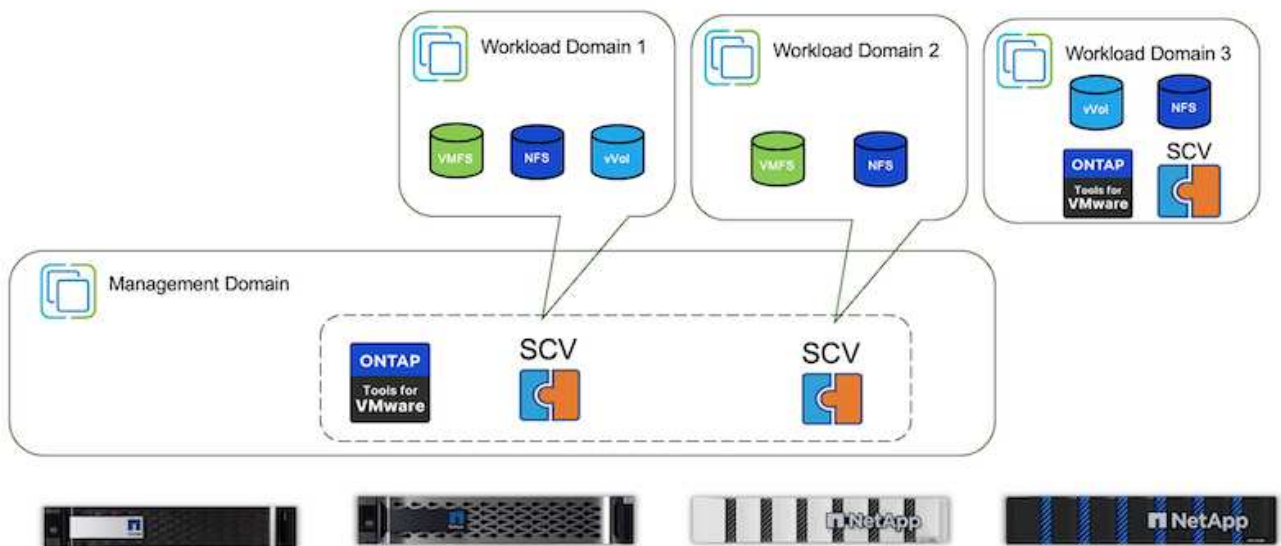 Workload Domain 1
VMFS
NFS
vVol
Workload Domain 2
VMFS
NFS
Workload Domain 3
vVol
NFS
ONTAP
Tools for
VMware
SCV
Management Domain
ONTAP
Tools for
VMware
SCV
SCV
NetApp
NetApp